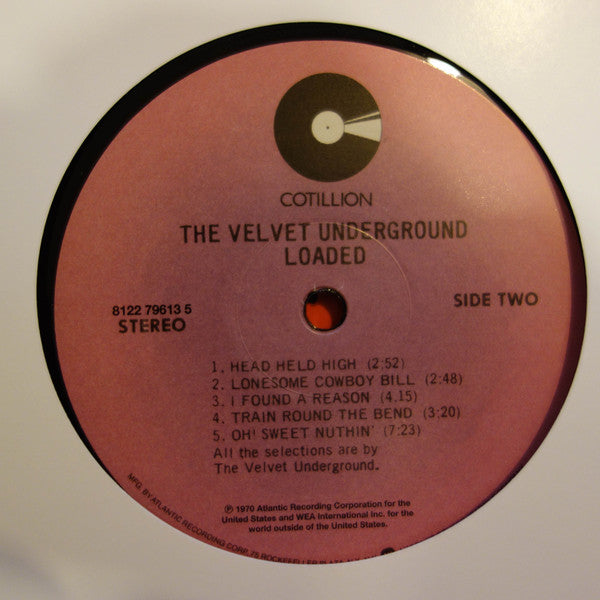 COTILLION
THE VELVET UNDERGROUND
LOADED
8122 79613 5
STEREO
SIDE TWO
1. HEAD HELD HIGH (2:52)
2. LONESOME COWBOY BILL (2:48)
3. I FOUND A REASON (4.15)
4. TRAIN ROUND THE BEND (3:20)
5. OH! SWEET NUTHIN' (7:23)
All the selections are by
The Velvet Underground.
℗ 1970 Atlantic Recording Corporation for the
United States and WEA International Inc. for the
world outside of the United States.
MFG. BY ATLANTIC RECORDING CORP. 75 ROCKEFELLER